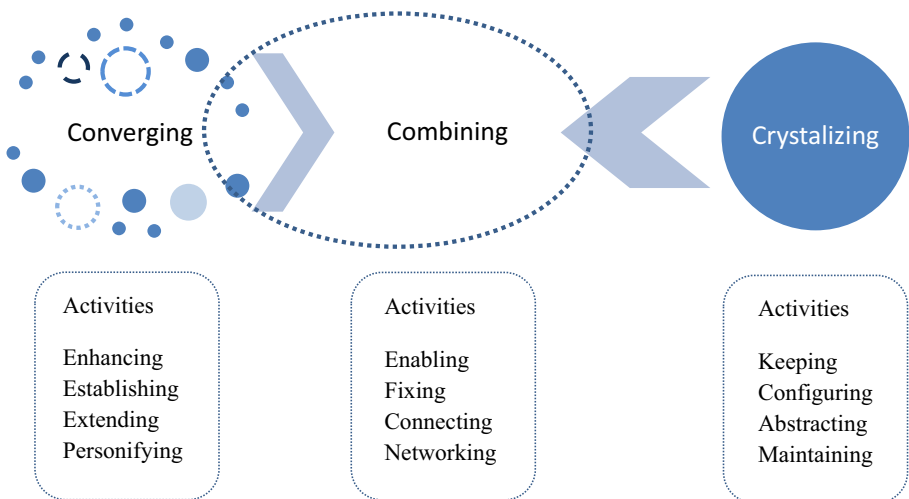 Converging
Combining
Crystalizing
Activities
Enhancing
Establishing
Extending
Personifying
Activities
Enabling
Fixing
Connecting
Networking
Activities
Keeping
Configuring
Abstracting
Maintaining